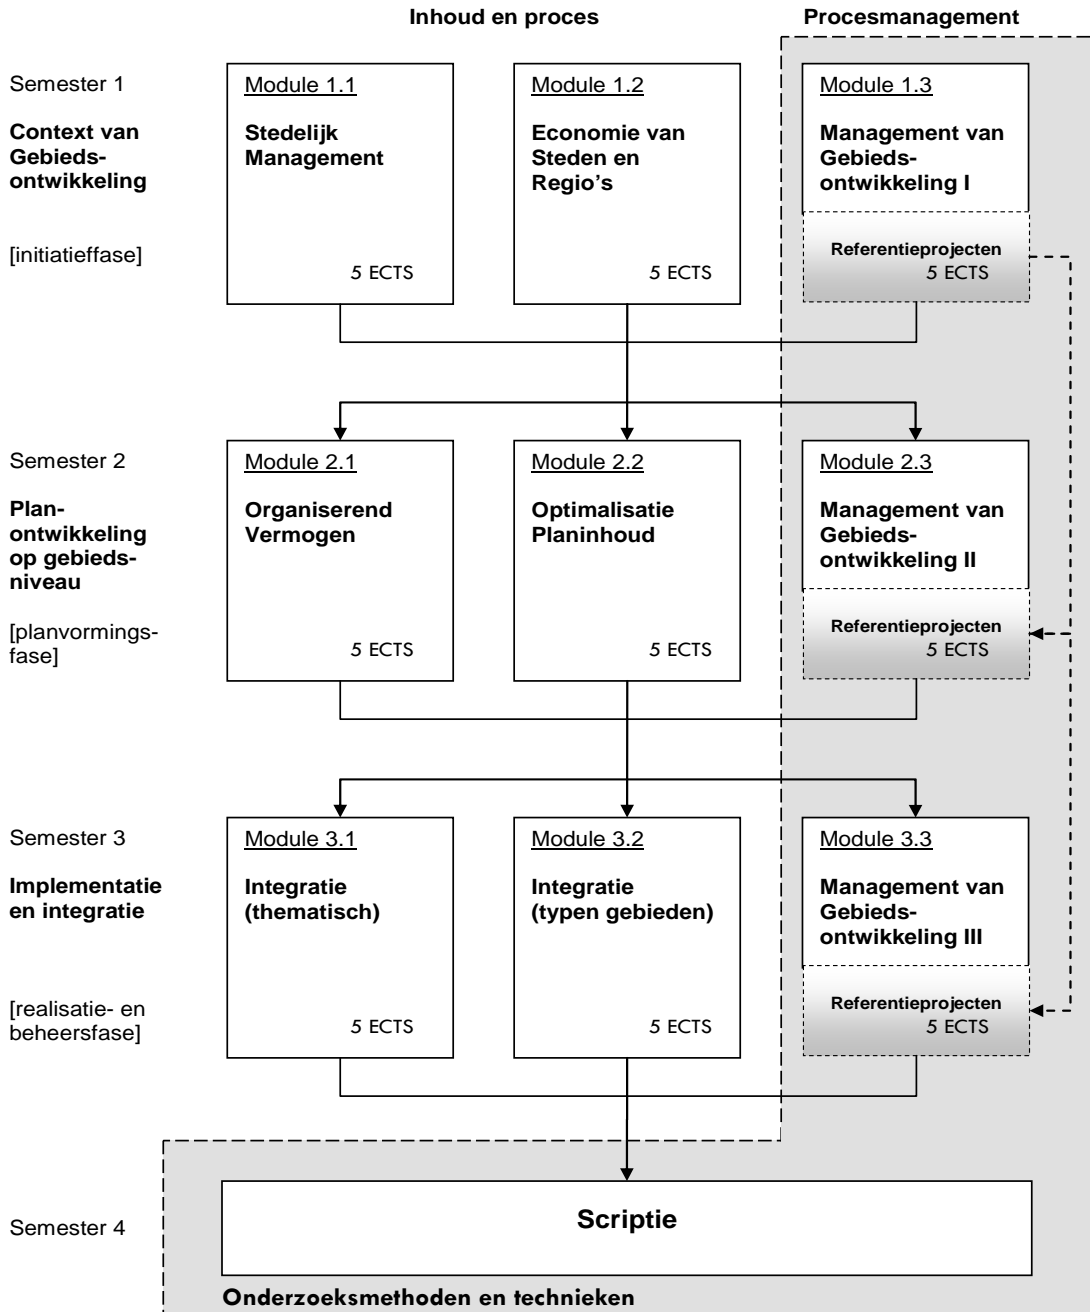 Inhoud en proces
Procesmanagement
Semester 1
Context van
Gebieds-
ontwikkeling
[initiatieffase]
Module 1.1
Stedelijk
Management
5 ECTS
Module 1.2
Economie van
Steden en
Regio's
5 ECTS
Module 1.3
Management van
Gebieds-
ontwikkeling I
Referentieprojecten
5 ECTS
Semester 2
Plan-
ontwikkeling
op gebieds-
niveau
[planvormings-
fase]
Module 2.1
Organiserend
Vermogen
5 ECTS
Module 2.2
Optimalisatie
Planinhoud
5 ECTS
Module 2.3
Management van
Gebieds-
ontwikkeling II
Referentieprojecten
5 ECTS
Semester 3
Implementatie
en integratie
[realisatie- en
beheersfase]
Module 3.1
Integratie
(thematisch)
5 ECTS
Module 3.2
Integratie
(typen gebieden)
5 ECTS
Module 3.3
Management van
Gebieds-
ontwikkeling III
Referentieprojecten
5 ECTS
Semester 4
Scriptie
Onderzoeksmethoden en technieken